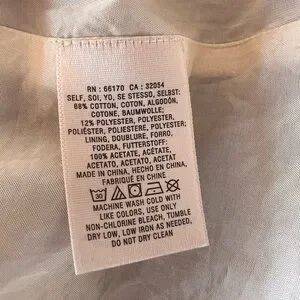 RN : 66170 CA : 32054
SELF, SOI, YO, SE STESSO, SELBST:
88% COTTON, COTON, ALGODÓN,
COTONE, BAUMWOLLE;
12% POLYESTER, POLYESTER,
POLIÉSTER, POLIESTERE, POLYESTER;
LINING, DOUBLURE, FORRO,
FODERA, FUTTERSTOFF:
100% ACETATE, ACÉTATE,
ACETATO, ACETATO, ACETAT
MADE IN CHINA, HECHO EN CHINA,
FABRIQUÉ EN CHINE
30
MACHINE WASH COLD WITH
LIKE COLORS, USE ONLY
NON-CHLORINE BLEACH, TUMBLE
DRY LOW, LOW IRON AS NEEDED,
DO NOT DRY CLEAN